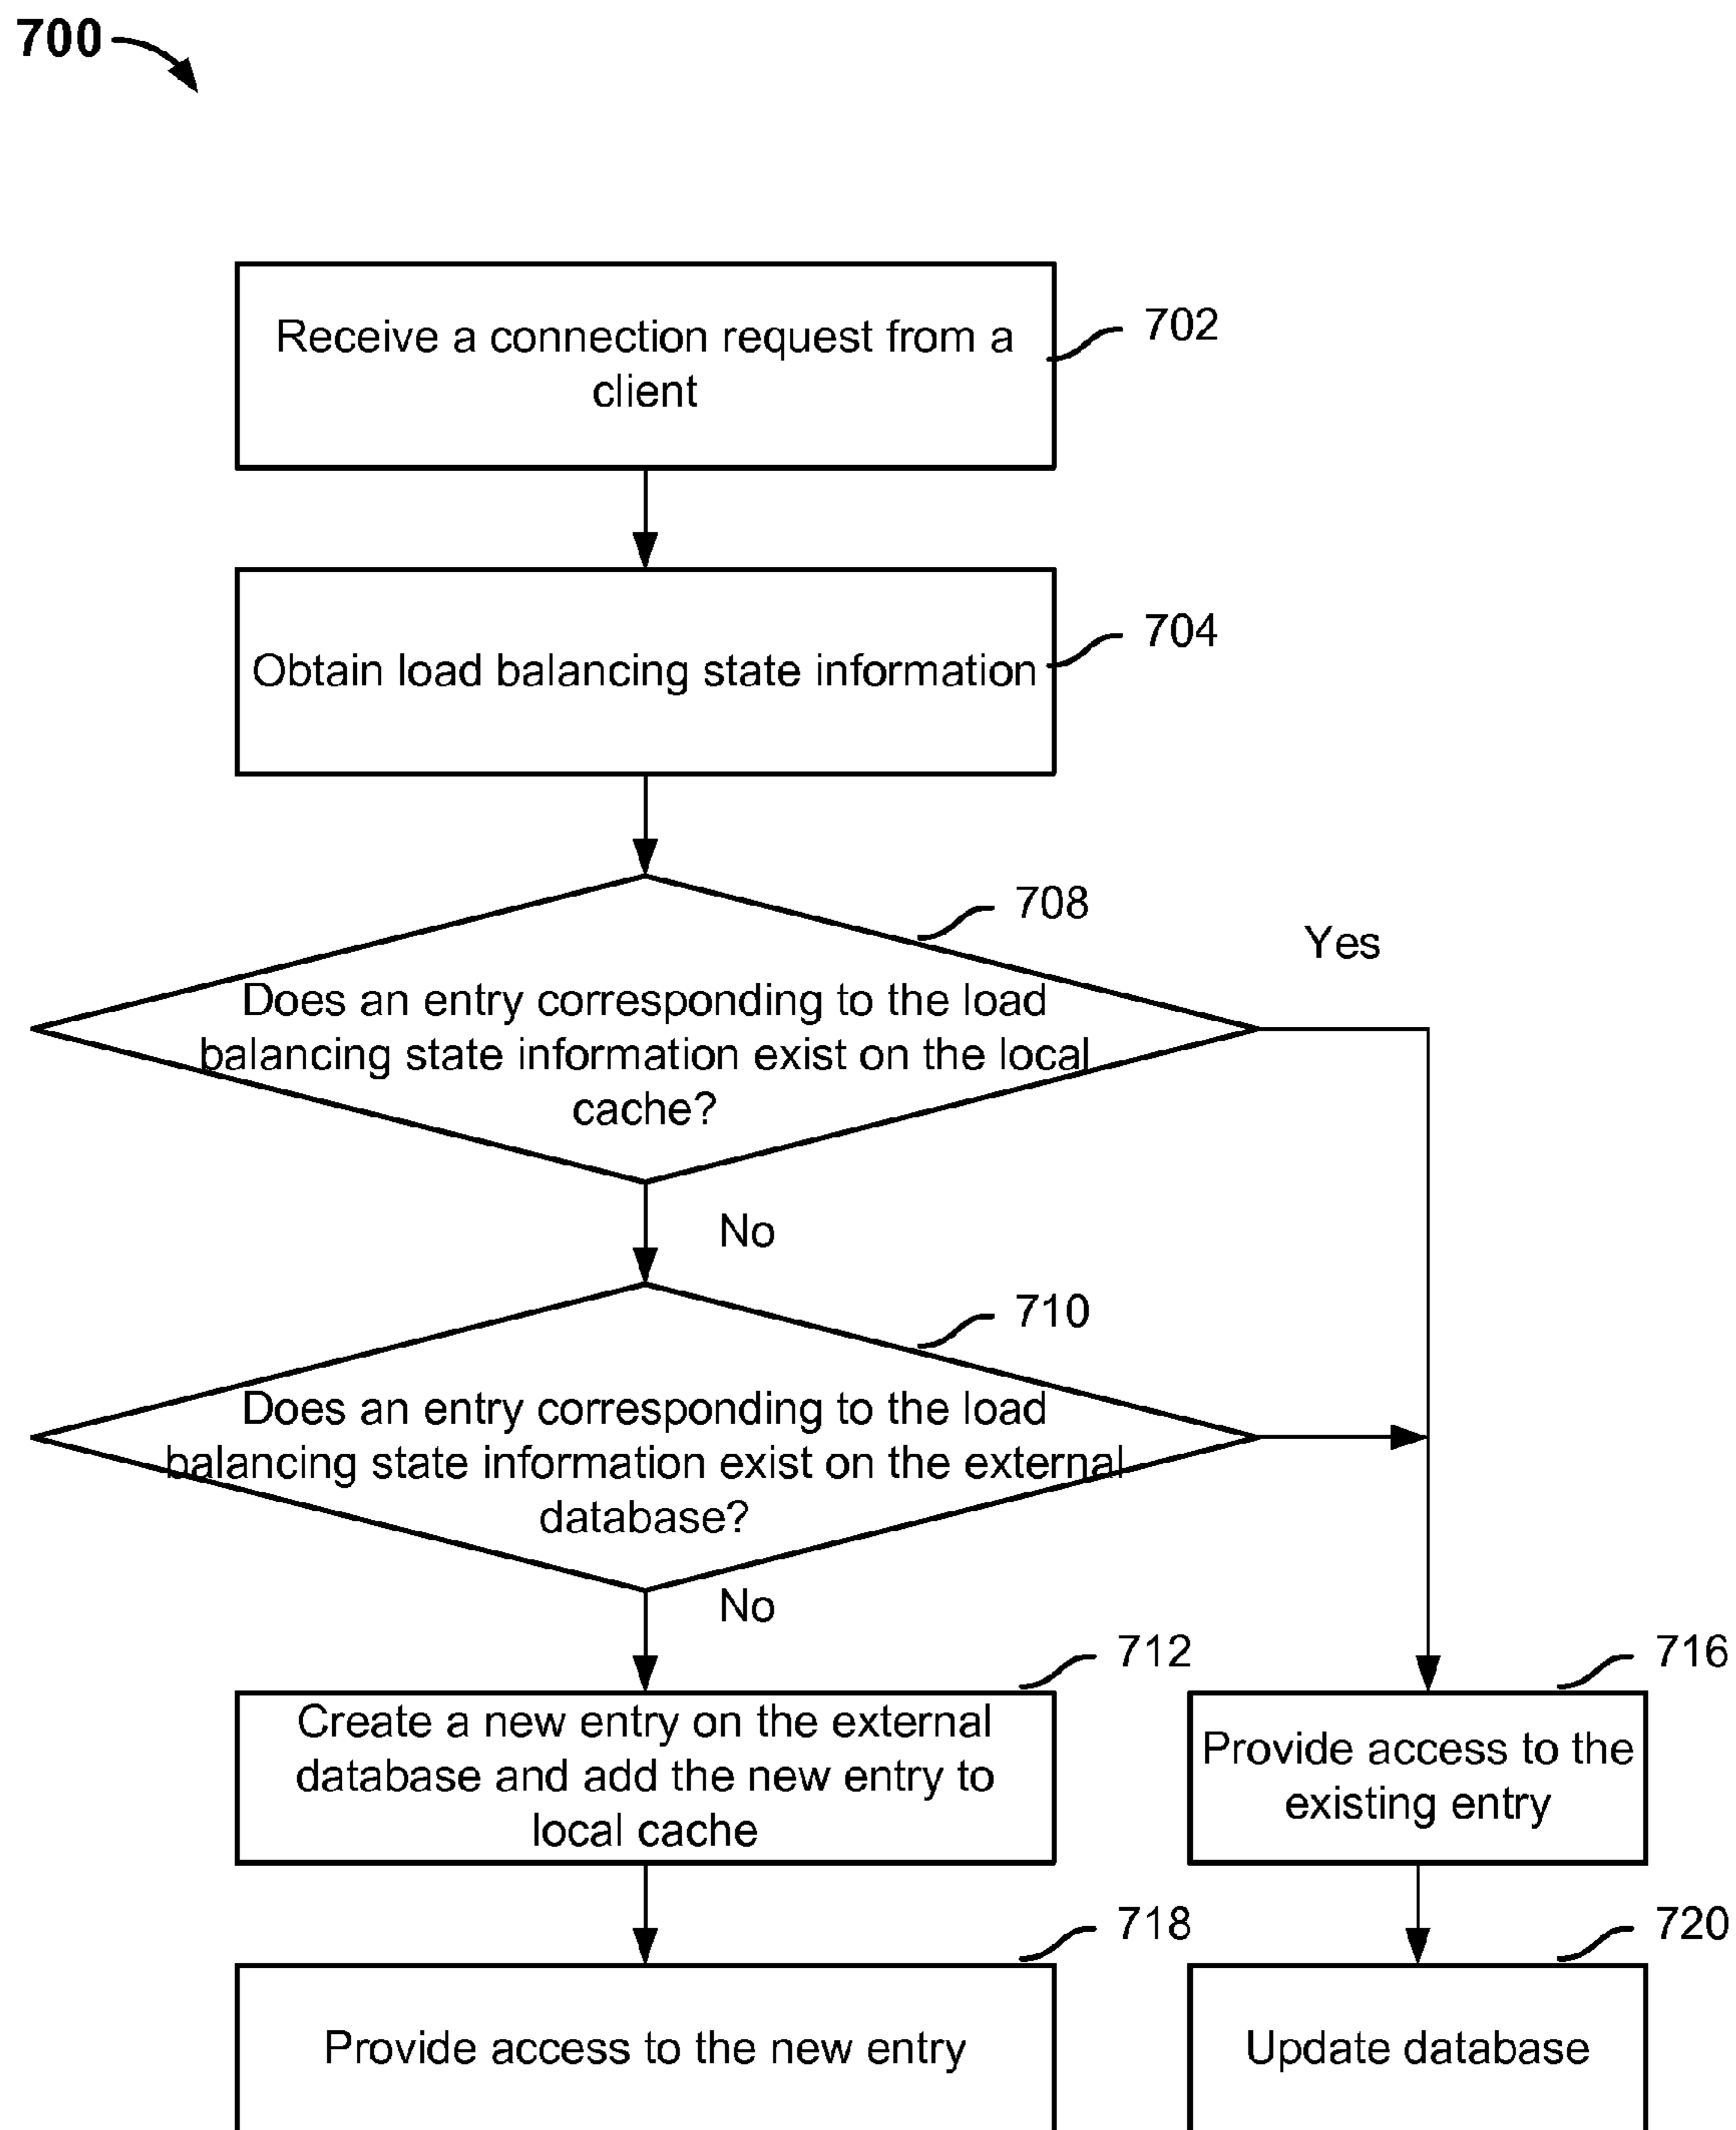 700
Receive a connection request from a
client
702
Obtain load balancing state information
704
708
Yes
Does an entry corresponding to the load
balancing state information exist on the local
cache?
No
710
Does an entry corresponding to the load
balancing state information exist on the external
database?
No
712
716
Create a new entry on the external
database and add the new entry to
local cache
Provide access to the
existing entry
718
720
Provide access to the new entry
Update database